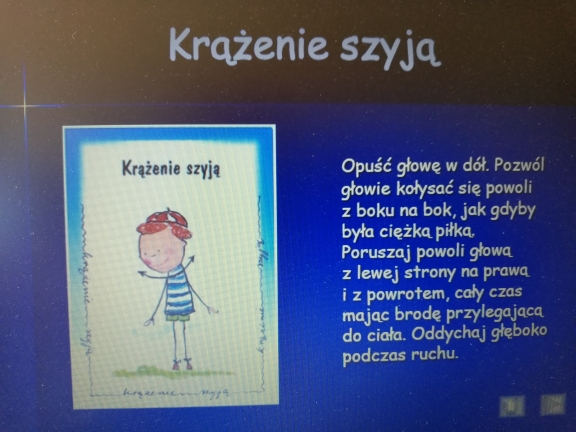 Krążenie szyją
Krążenie szyją
krążenie szyją
Opuść głowę w dół. Pozwól
głowie kołysać się powoli
z boku na bok, jak gdyby
była ciężką piłką.
Poruszaj powoli głową
z lewej strony na prawą
i z powrotem, cały czas
mając brodę przylegającą
do ciała. Oddychaj głęboko
podczas ruchu.